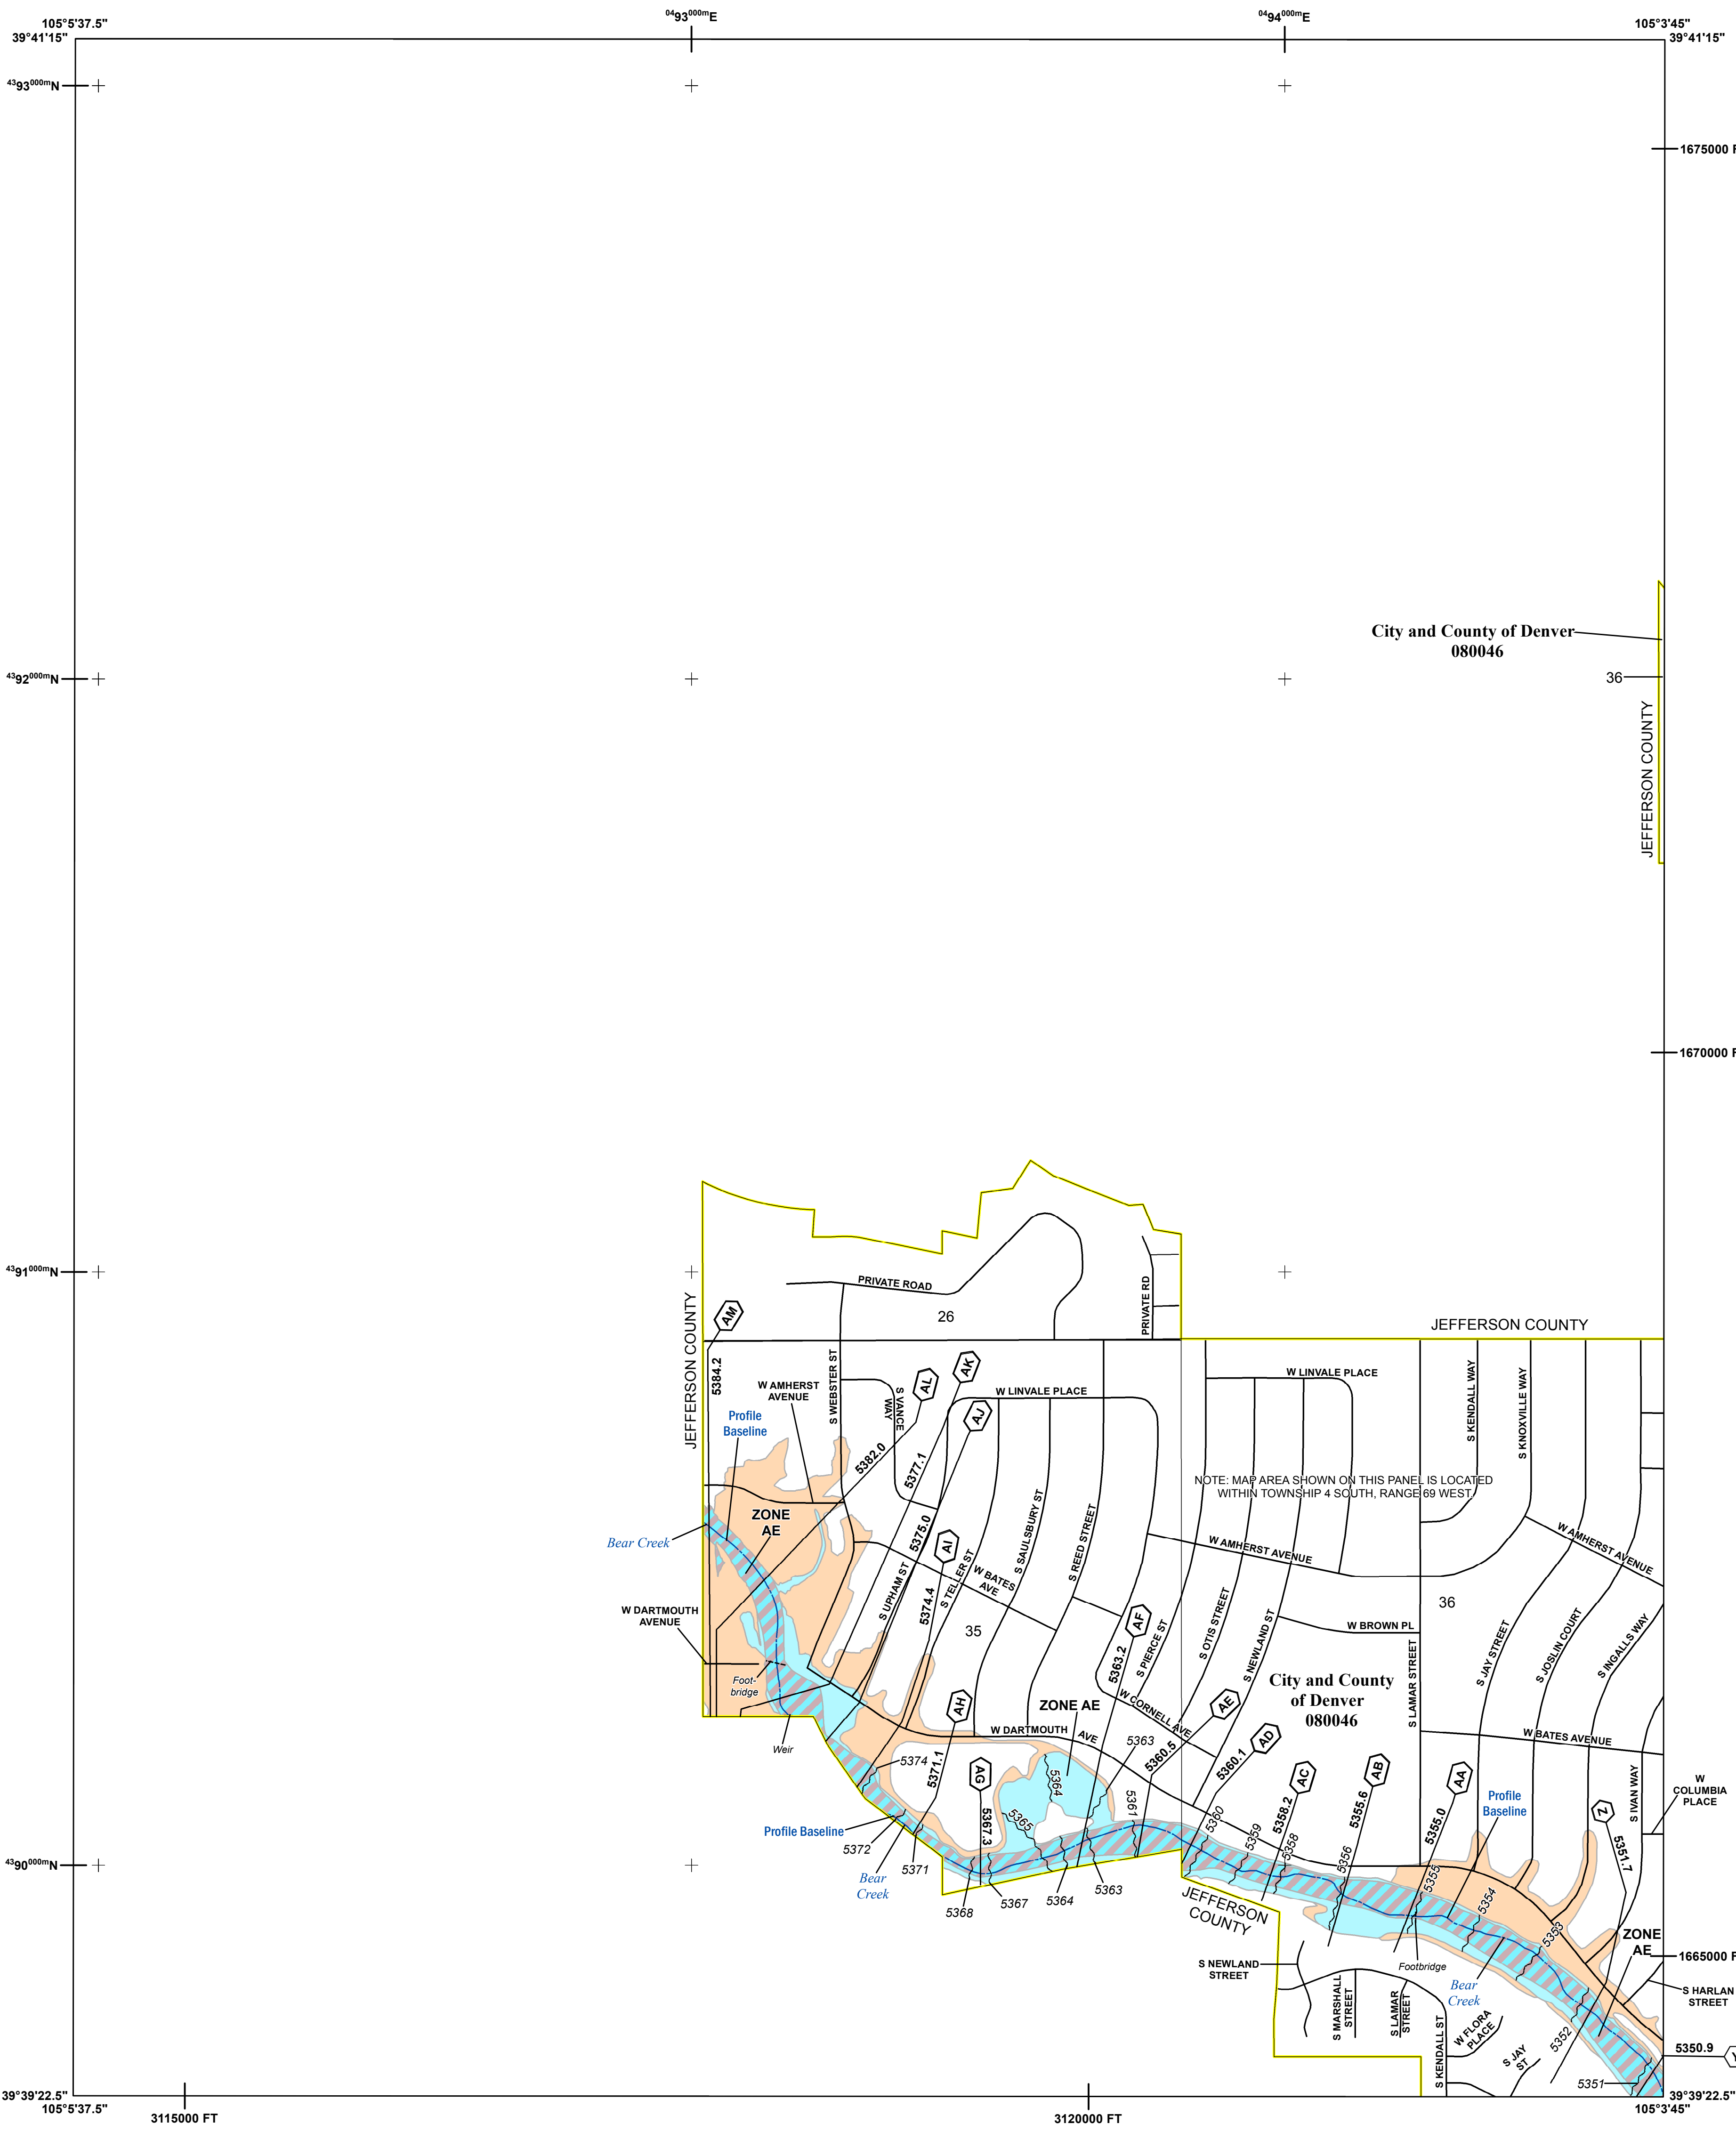 105°5'37.5"
0493000mE
0494000mE
105°3'45"
39°41'15"
39°41'15"
4393000mN
1675000 F
City and County of Denver
080046
4392000mN
36
JEFFERSON COUNTY
1670000 F
4391000mN
PRIVATE ROAD
PRIVATE RD
26
JEFFERSON COUNTY
JEFFERSON COUNTY
AM
5384.2
W AMHERST
AVENUE
S WEBSTER ST
S VANCE
WAY
AL
AK
AJ
W LINVALE PLACE
W LINVALE PLACE
S KENDALL WAY
S KNOXVILLE WAY
Profile
Baseline
5382.0
5377.1
5375.0
NOTE: MAP AREA SHOWN ON THIS PANEL IS LOCATED
WITHIN TOWNSHIP 4 SOUTH, RANGE 69 WEST.
ZONE
AE
Bear Creek
AI
5374.4
S UPHAM ST
S TELLER ST
W BATES
AVE
S SAULSBURY ST
S REED STREET
W AMHERST AVENUE
W AMHERST AVENUE
W DARTMOUTH
AVENUE
35
AF
5363.2
S PIERCE ST
S OTIS STREET
S NEWLAND ST
W BROWN PL
36
S LAMAR STREET
S JAY STREET
S JOSLIN COURT
S INGALLS WAY
Foot-
bridge
Weir
AH
5371.1
ZONE AE
W DARTMOUTH
AVE
W CORNELL AVE
AE
5360.5
AD
5360.1
City and County
of Denver
080046
W BATES AVENUE
5374
AG
5367.3
5364
5363
5365
5361
5360
5359
5358
AC
5358.2
AB
5355.6
5356
AA
5355.0
5355
Profile
Baseline
5354
5353
Z
5351.7
S IVAN WAY
W
COLUMBIA
PLACE
Profile Baseline
5372
5371
Bear
Creek
4390000mN
5368
5367
5364
5363
JEFFERSON
COUNTY
ZONE
AE
1665000 F
S NEWLAND
STREET
Footbridge
Bear
Creek
S HARLAN
STREET
S MARSHALL
STREET
S LAMAR
STREET
S KENDALL ST
W FLORA
PLACE
S JAY
ST
5352
5350.9
Y
5351
39°39'22.5"
39°39'22.5"
105°5'37.5"
3115000 FT
3120000 FT
105°3'45"